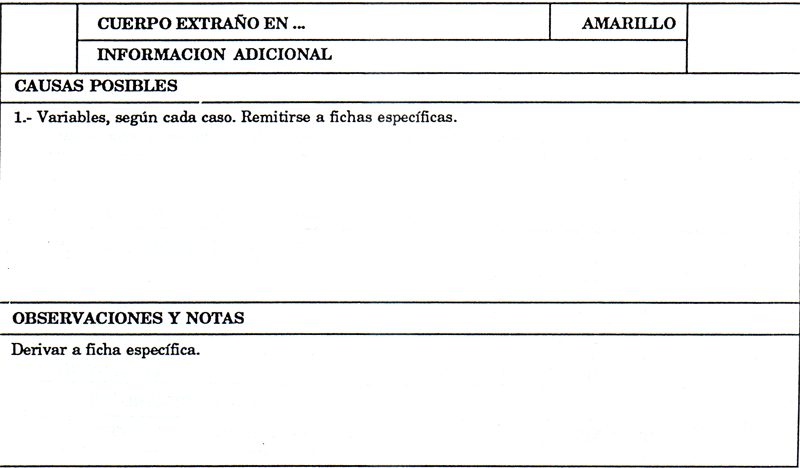 CUERPO EXTRAÑO EN ... AMARILLO
INFORMACION ADICIONAL
CAUSAS POSIBLES
1.- Variables, según cada caso. Remitirse a fichas específicas.
OBSERVACIONES Y NOTAS
Derivar a ficha específica.